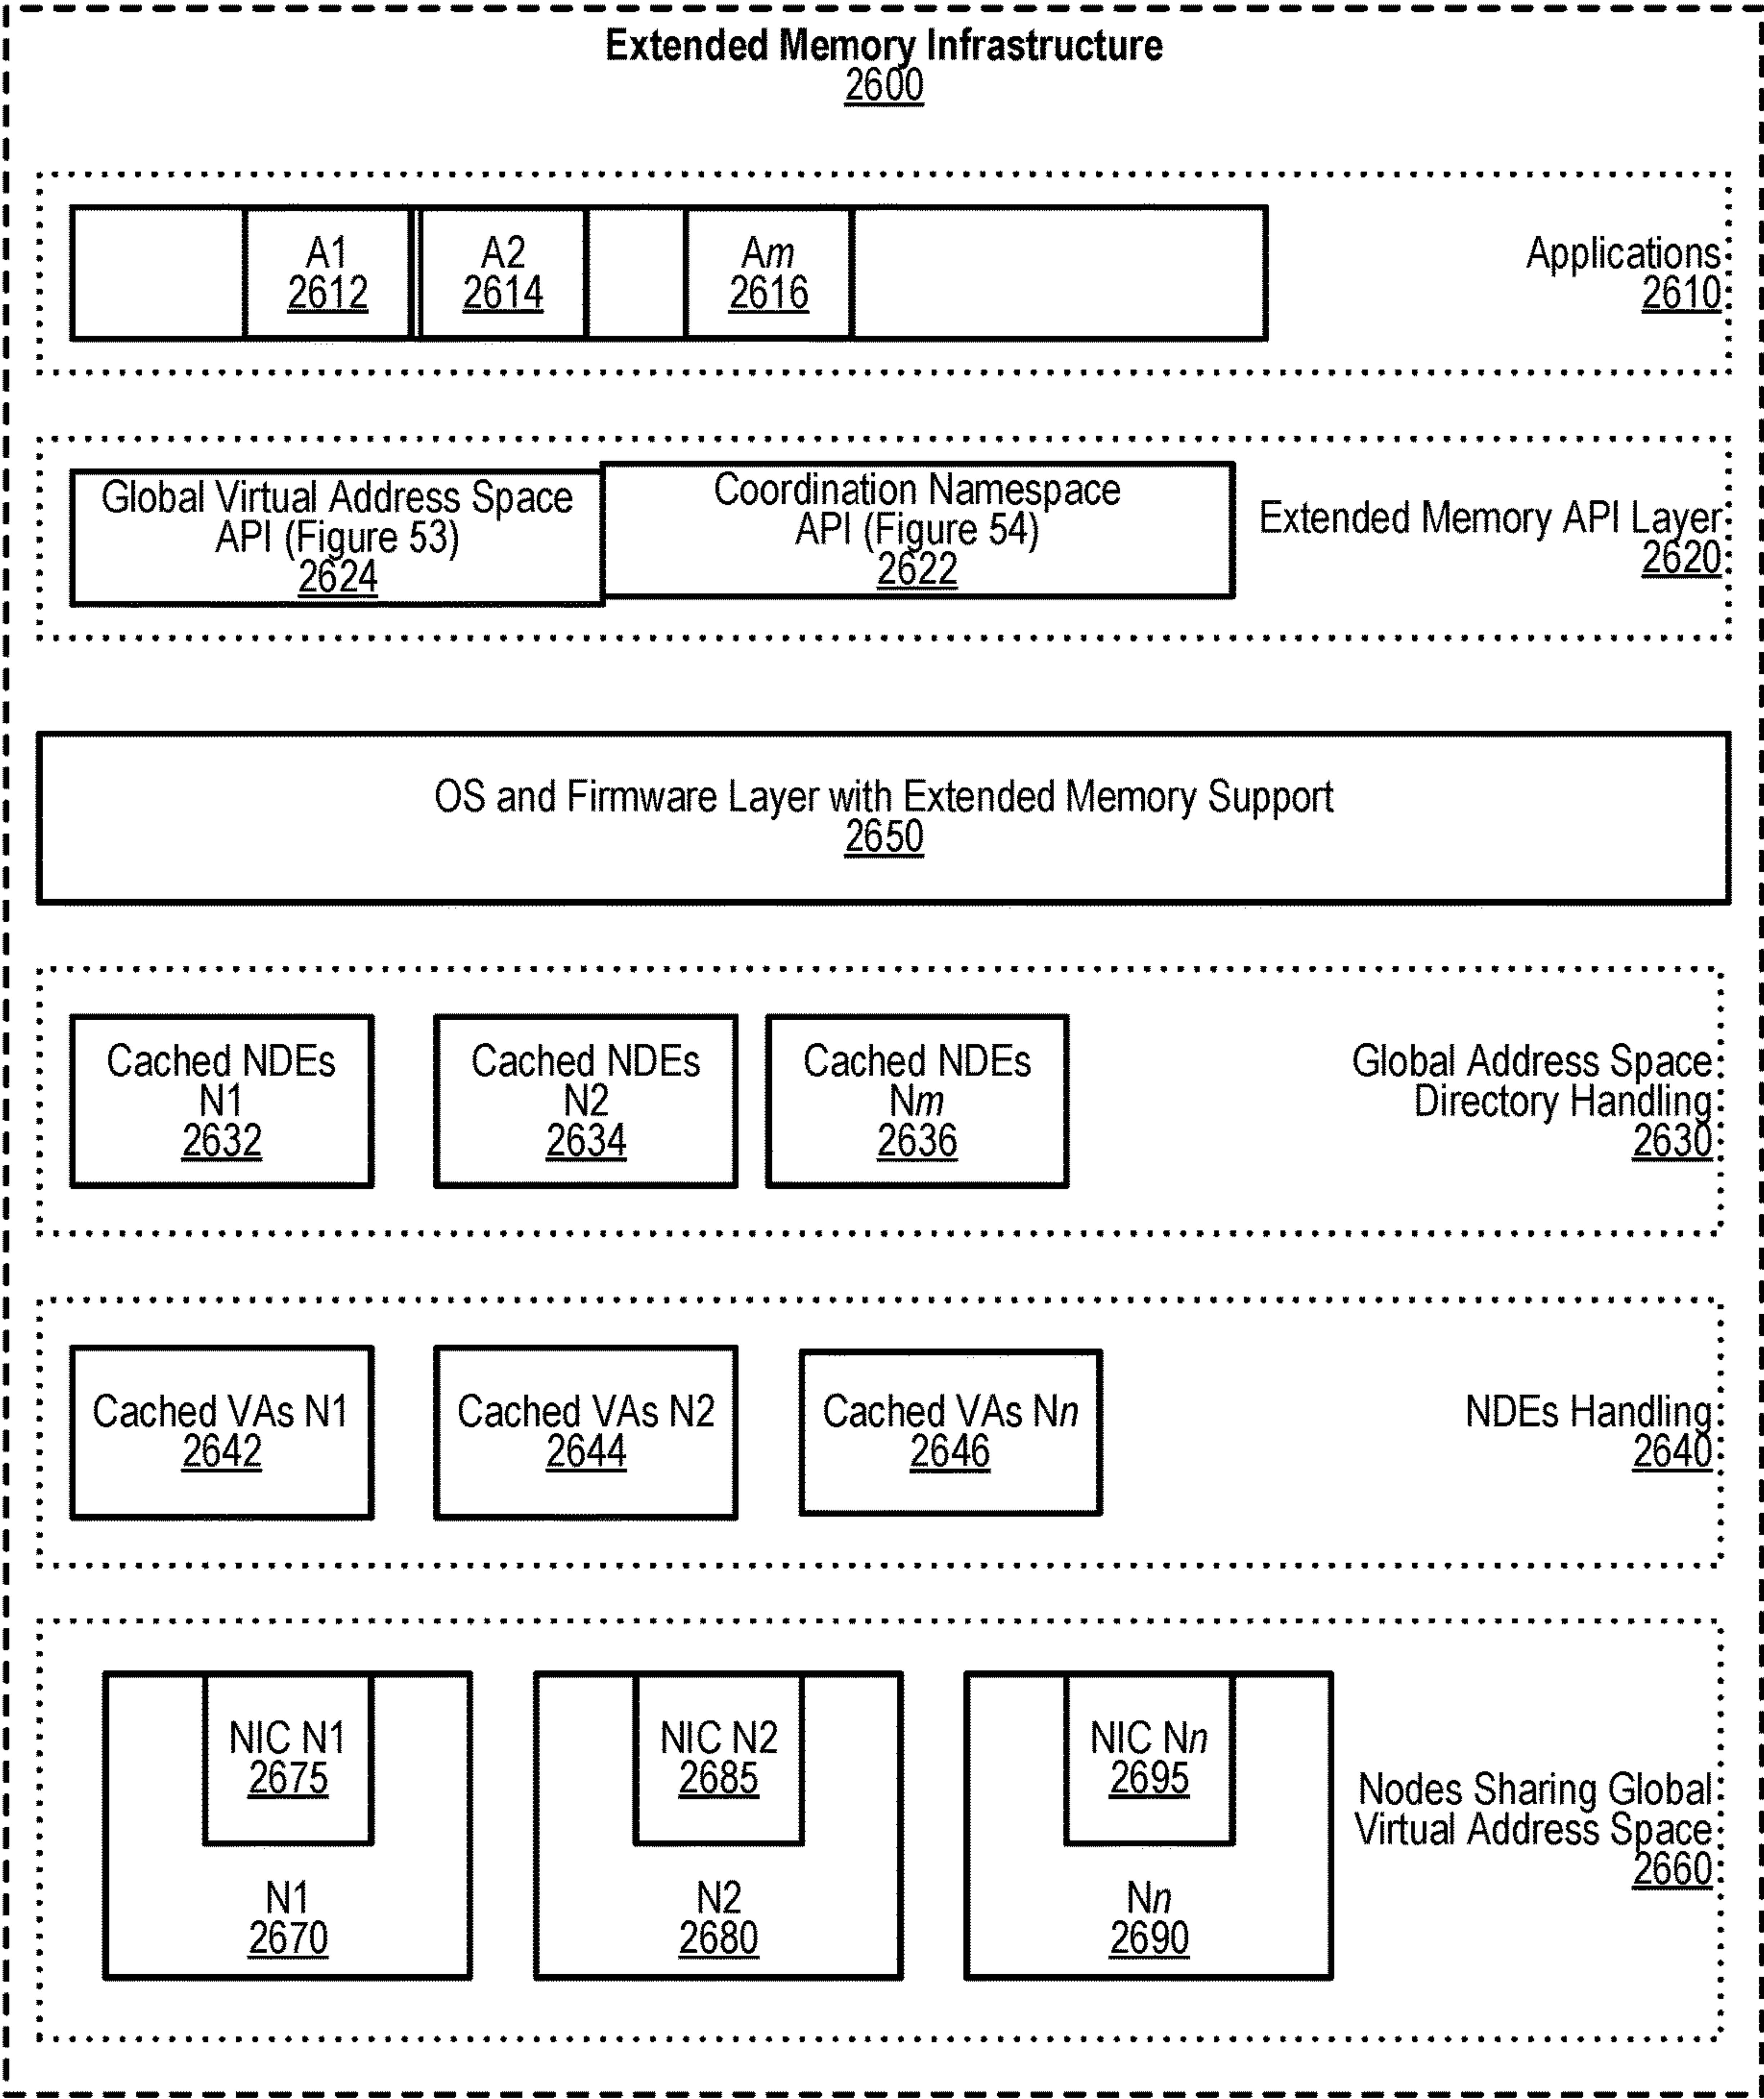 Extended Memory Infrastructure
2600
A1
2612
A2
2614
Am
2616
Applications
2610
Global Virtual Address Space
API (Figure 53)
2624
Coordination Namespace
API (Figure 54)
2622
Extended Memory API Layer
2620
OS and Firmware Layer with Extended Memory Support
2650
Cached NDEs
N1
2632
Cached NDEs
N2
2634
Cached NDEs
Nm
2636
Global Address Space
Directory Handling
2630
Cached VAs N1
2642
Cached VAs N2
2644
Cached VAs Nn
2646
NDEs Handling
2640
NIC N1
2675
N1
2670
NIC N2
2685
N2
2680
NIC Nn
2695
Nn
2690
Nodes Sharing Global
Virtual Address Space
2660